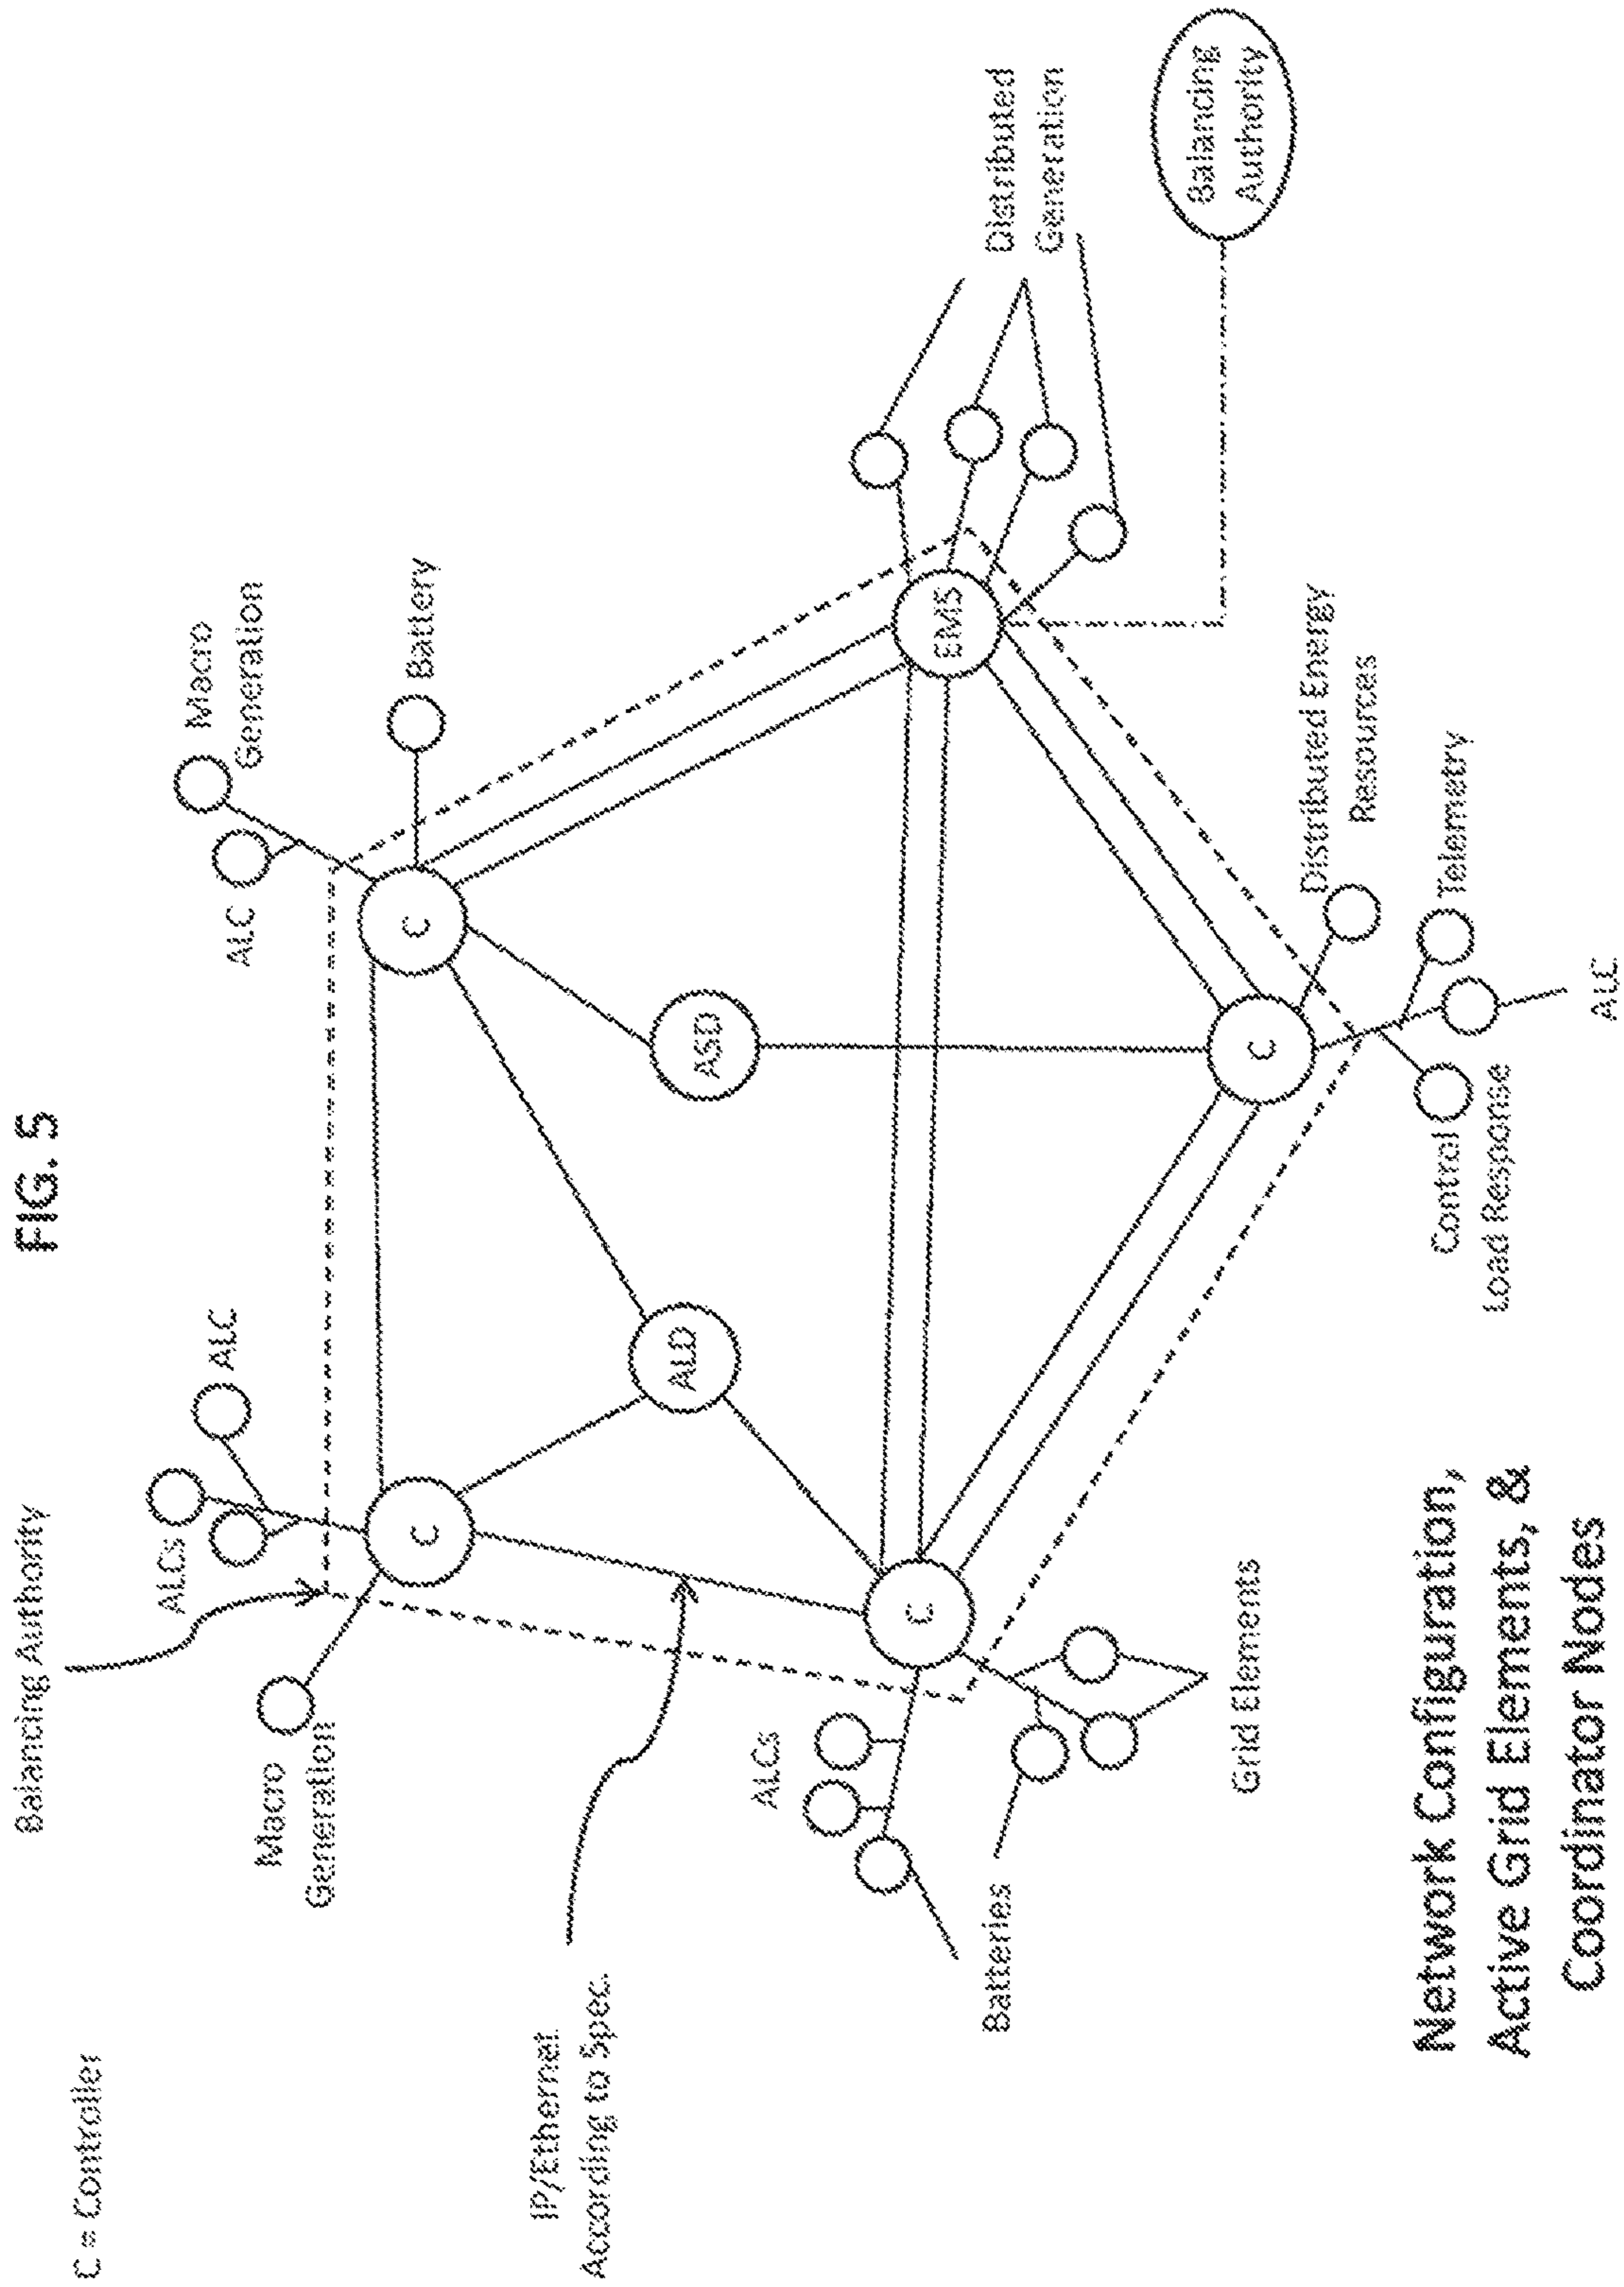 FIG. 5
C = Controller
Balancing Authority
ALCs
ALC
Macro
Generation
ALC
Macro
Generation
Battery
IP/Ethernet
According to Spec.
C
C
ALD
ASD
ALCs
Batteries
C
EMS
Distributed
Generation
Grid Elements
C
Distributed Energy
Resources
Telemetry
Control
Load Response
ALC
Balancing
Authority
Network Configuration,
Active Grid Elements, &
Coordinator Nodes